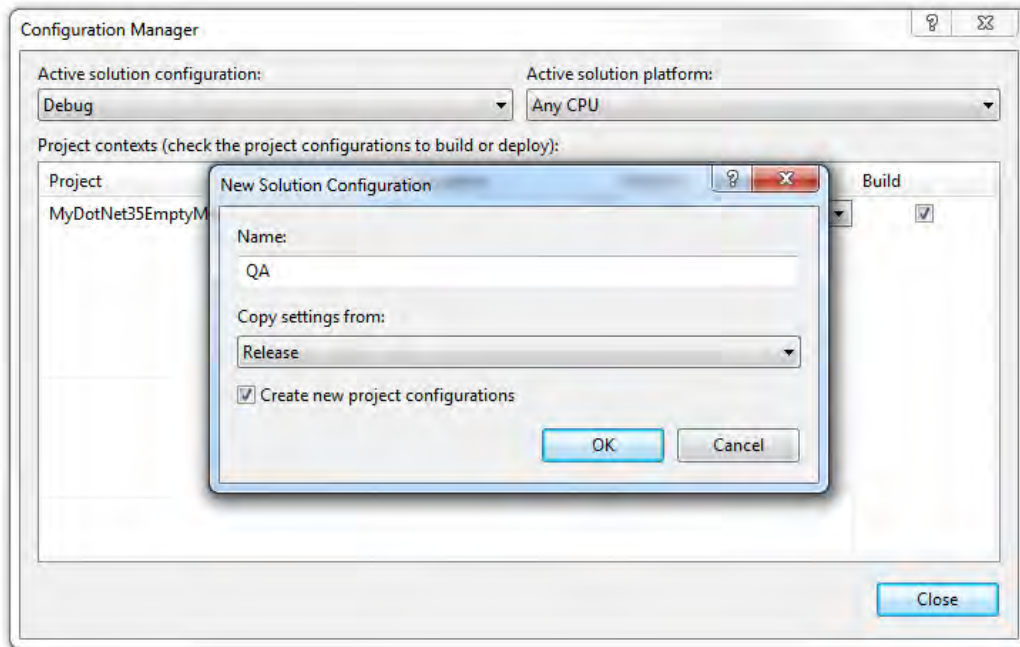 Configuration Manager
Active solution configuration: Active solution platform:
Debug Any CPU
Project contexts (check the project configurations to build or deploy):
Project Build
MyDotNet35EmptyM
New Solution Configuration
Name:
QA
Copy settings from:
Release
Create new project configurations
OK Cancel
Close